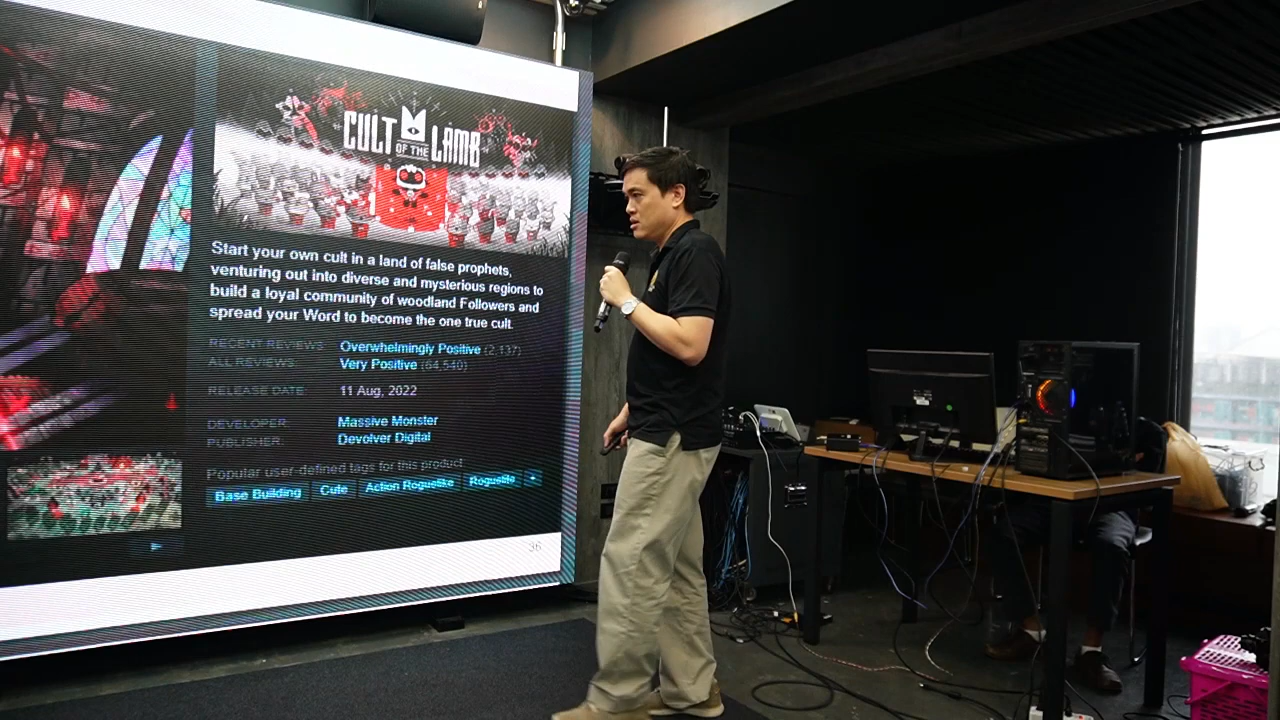 CULT OF THE LAMB
Start your own cult in a land of false prophets,
venturing out into diverse and mysterious regions to
build a loyal community of woodland Followers and
spread your Word to become the one true cult.
RECENT REVIEWS: Overwhelmingly Positive (2,137)
ALL REVIEWS: Very Positive (64,540)
RELEASE DATE: 11 Aug, 2022
DEVELOPER: Massive Monster
PUBLISHER: Devolver Digital
Popular user-defined tags for this product
Base Building Cute Action Roguelike Roguelite +
36